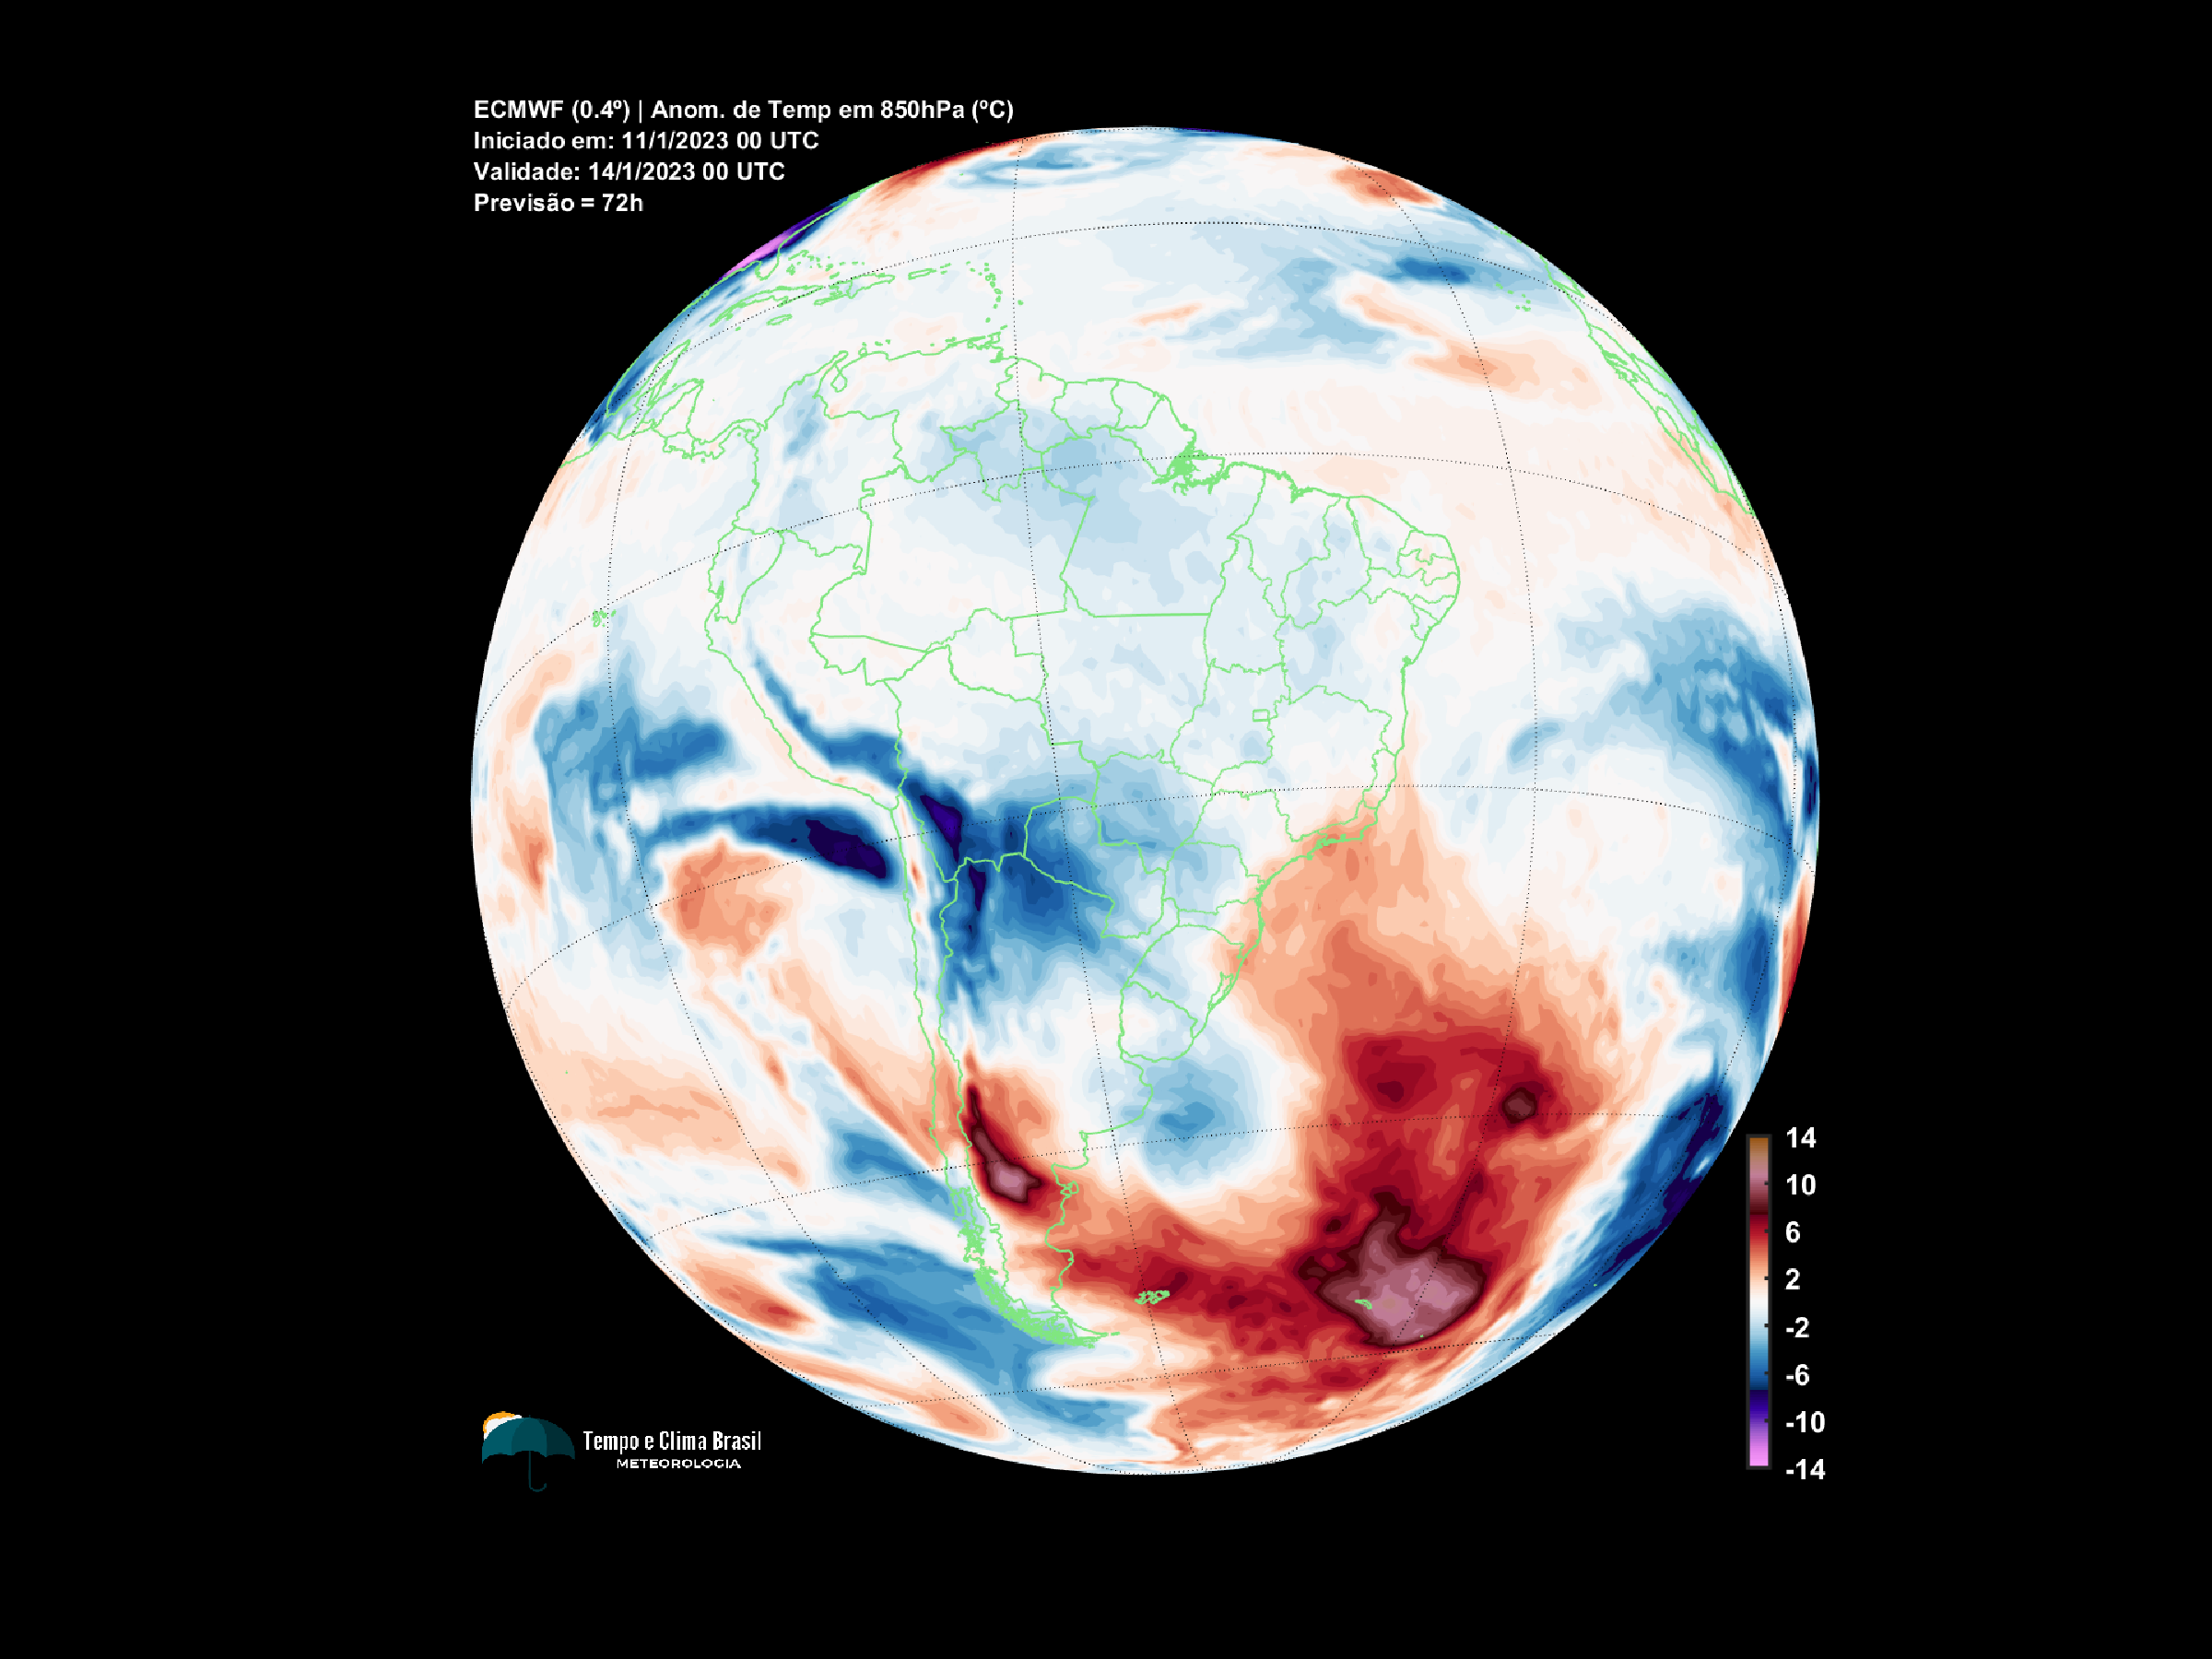 ECMWF (0.4º) | Anom. de Temp em 850hPa (ºC)
Iniciado em: 11/1/2023 00 UTC
Validade: 14/1/2023 00 UTC
Previsão = 72h
14
10
6
2
-2
-6
-10
-14
Tempo e Clima Brasil
METEOROLOGIA